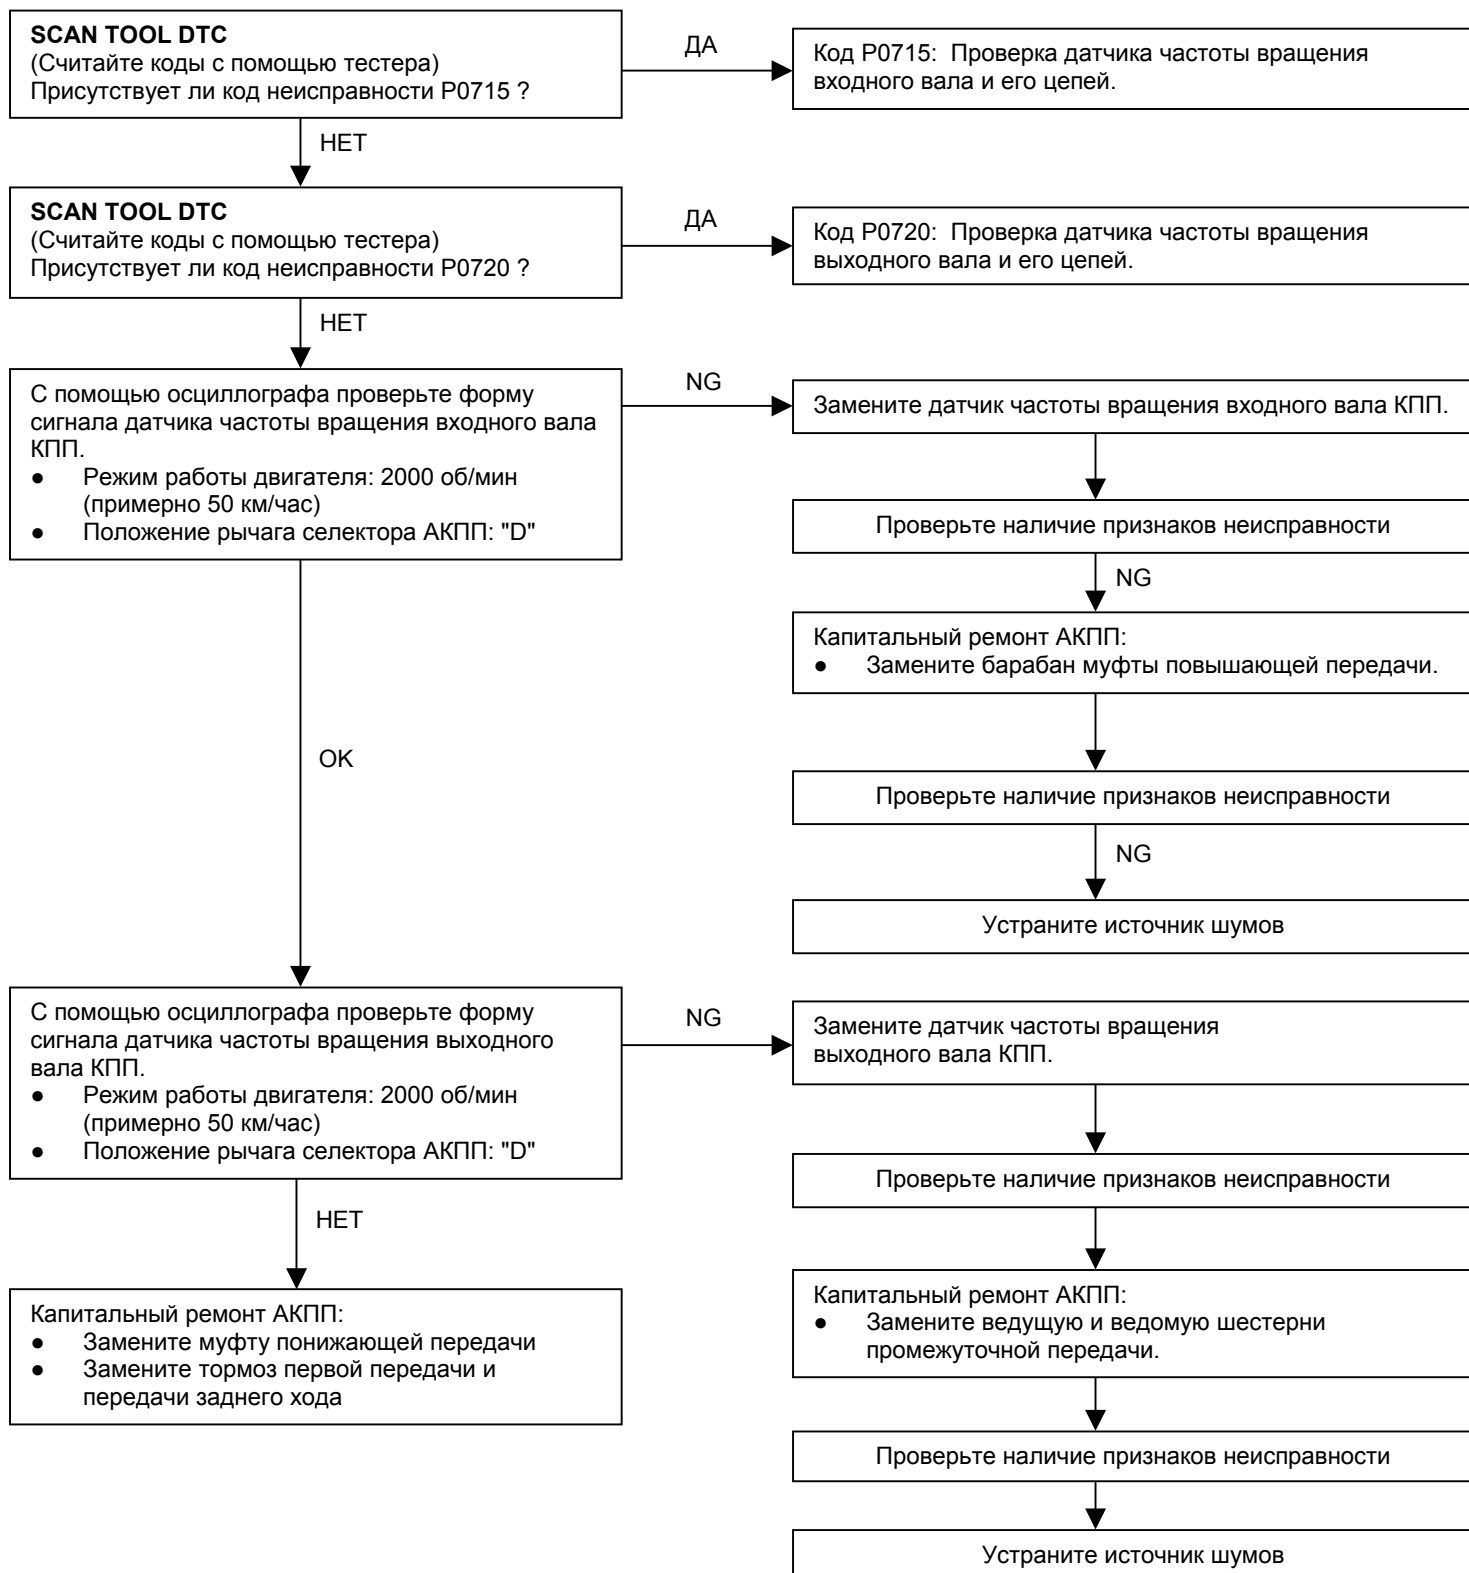 SCAN TOOL DTC
(Считайте коды с помощью тестера)
Присутствует ли код неисправности P0715 ?
ДА
Код P0715:  Проверка датчика частоты вращения
входного вала и его цепей.
НЕТ
SCAN TOOL DTC
(Считайте коды с помощью тестера)
Присутствует ли код неисправности P0720 ?
ДА
Код P0720:  Проверка датчика частоты вращения
выходного вала и его цепей.
НЕТ
С помощью осциллографа проверьте форму
сигнала датчика частоты вращения входного вала
КПП.
● Режим работы двигателя: 2000 об/мин
(примерно 50 км/час)
● Положение рычага селектора АКПП: "D"
NG
Замените датчик частоты вращения входного вала КПП.
Проверьте наличие признаков неисправности
NG
Капитальный ремонт АКПП:
● Замените барабан муфты повышающей передачи.
OK
Проверьте наличие признаков неисправности
NG
Устраните источник шумов
С помощью осциллографа проверьте форму
сигнала датчика частоты вращения выходного
вала КПП.
● Режим работы двигателя: 2000 об/мин
(примерно 50 км/час)
● Положение рычага селектора АКПП: "D"
NG
Замените датчик частоты вращения
выходного вала КПП.
Проверьте наличие признаков неисправности
НЕТ
Капитальный ремонт АКПП:
● Замените муфту понижающей передачи
● Замените тормоз первой передачи и
передачи заднего хода
Капитальный ремонт АКПП:
● Замените ведущую и ведомую шестерни
промежуточной передачи.
Проверьте наличие признаков неисправности
Устраните источник шумов